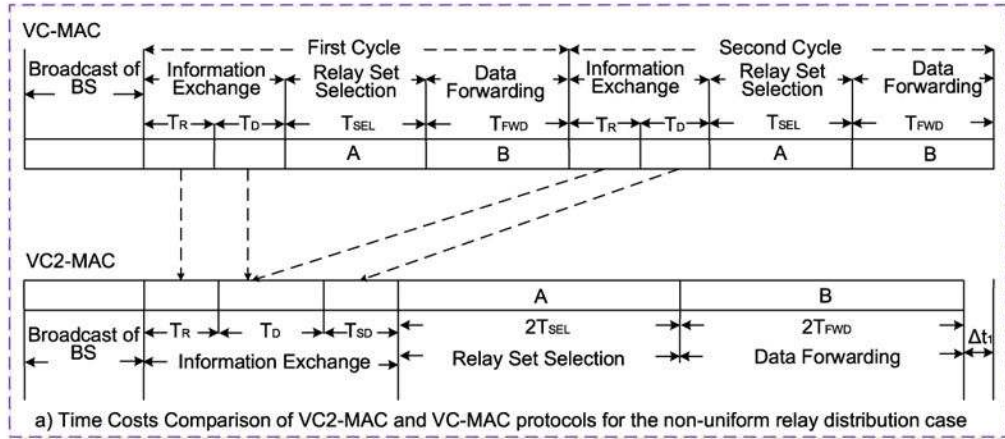 VC-MAC
First Cycle
Second Cycle
Broadcast of BS
Information Exchange
Relay Set Selection
Data Forwarding
Information Exchange
Relay Set Selection
Data Forwarding
TR TD TSEL TFWD TR TD TSEL TFWD
A B A B
VC2-MAC
A B
Broadcast of BS
TR TD TSD 2TSEL 2TFWD Δt1
Information Exchange Relay Set Selection Data Forwarding
a) Time Costs Comparison of VC2-MAC and VC-MAC protocols for the non-uniform relay distribution case